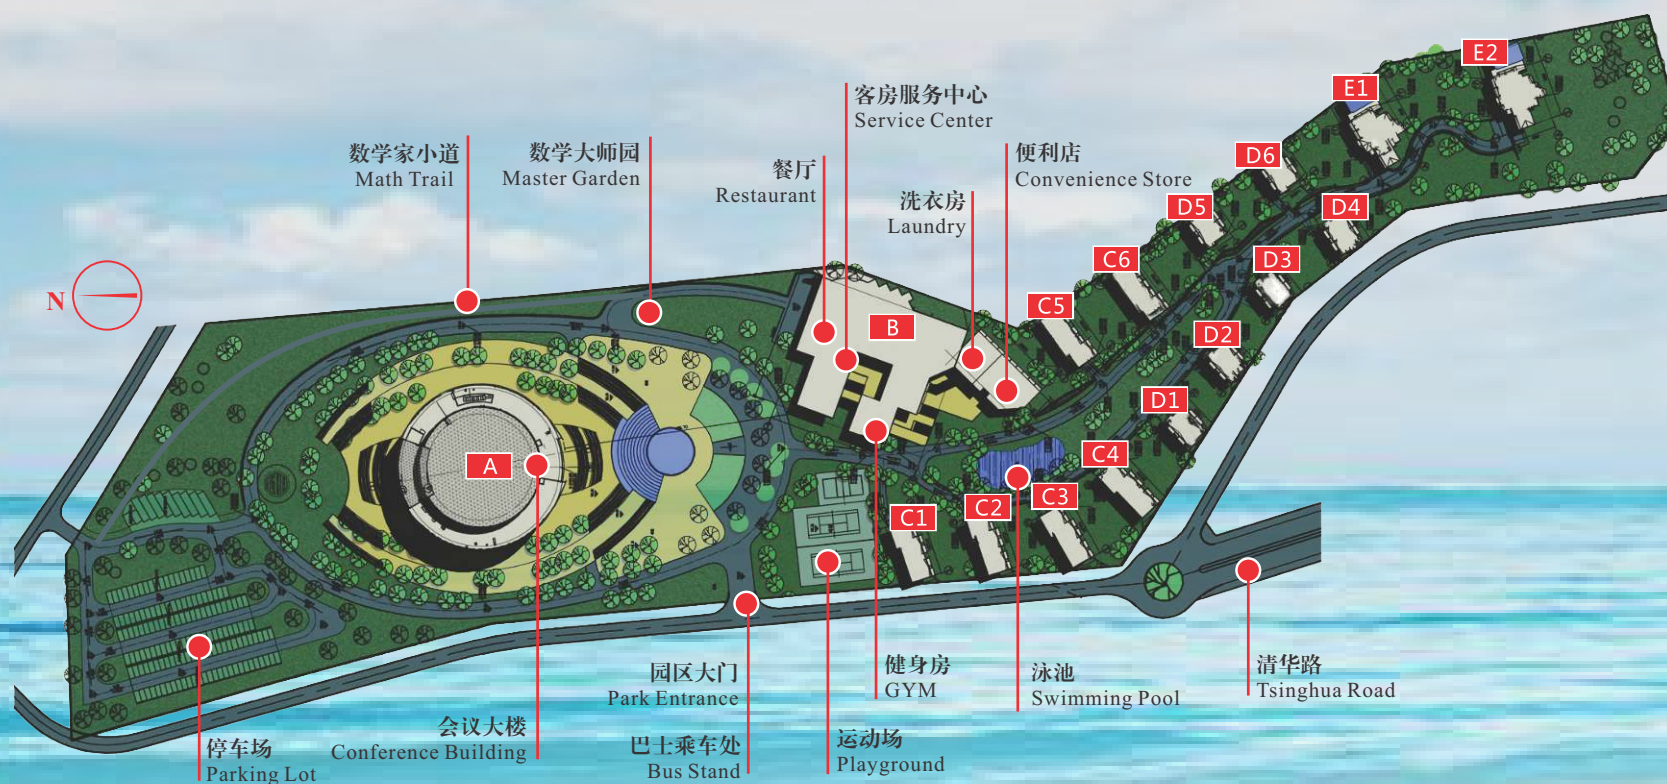 E2
E1
客房服务中心
Service Center
数学家小道
Math Trail
数学大师园
Master Garden
餐厅
Restaurant
便利店
Convenience Store
洗衣房
Laundry
D6
D5
D4
C6
D3
N
C5
B
D2
D1
A
C4
C3
C2
C1
园区大门
Park Entrance
健身房
GYM
泳池
Swimming Pool
清华路
Tsinghua Road
会议大楼
Conference Building
停车场
Parking Lot
巴士乘车处
Bus Stand
运动场
Playground